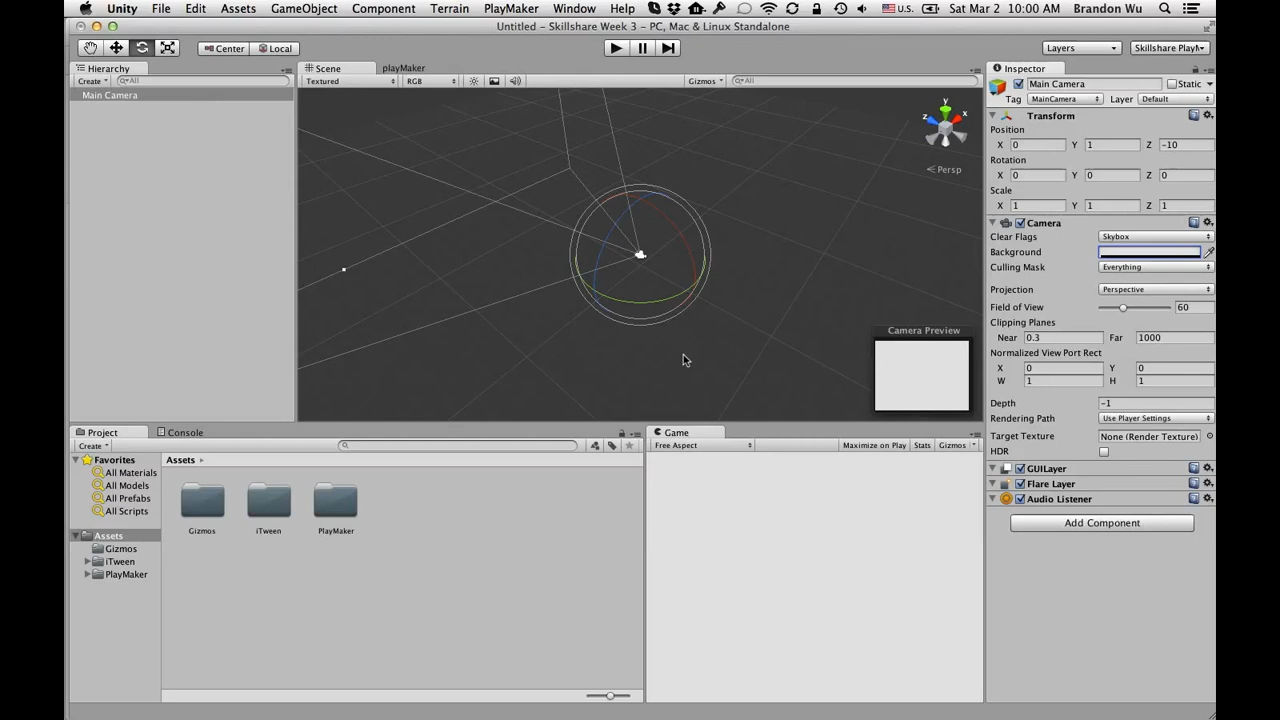 Unity File Edit Assets GameObject Component Terrain PlayMaker Window Help U.S. Sat Mar 2 10:00 AM Brandon Wu
Untitled - Skillshare Week 3 - PC, Mac & Linux Standalone
Center Local Layers Skillshare PlayM
Hierarchy
Create All
Main Camera
Scene playMaker
Textured RGB Gizmos All
y
z x
Persp
Camera Preview
Inspector
Main Camera Static
Tag MainCamera Layer Default
Transform
Position
X 0 Y 1 Z -10
Rotation
X 0 Y 0 Z 0
Scale
X 1 Y 1 Z 1
Camera
Clear Flags Skybox
Background
Culling Mask Everything
Projection Perspective
Field of View 60
Clipping Planes
Near 0.3 Far 1000
Normalized View Port Rect
X 0 Y 0
W 1 H 1
Depth -1
Rendering Path Use Player Settings
Target Texture None (Render Texture)
HDR
GUILayer
Flare Layer
Audio Listener
Add Component
Project Console
Create
Favorites
All Materials
All Models
All Prefabs
All Scripts
Assets
Gizmos
iTween
PlayMaker
Assets
Gizmos iTween PlayMaker
Game
Free Aspect Maximize on Play Stats Gizmos